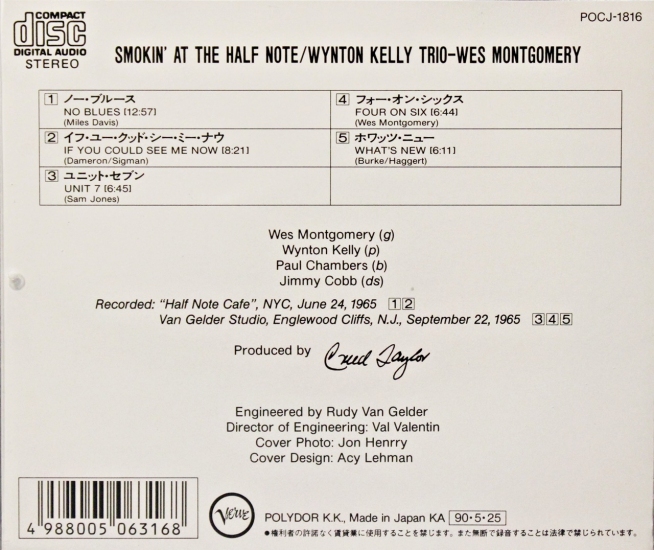 COMPACT
disc
DIGITAL AUDIO
STEREO
POCJ-1816
SMOKIN' AT THE HALF NOTE/WYNTON KELLY TRIO-WES MONTGOMERY
1 ノー・ブルース
NO BLUES [12:57]
(Miles Davis)
2 イフ・ユー・クッド・シー・ミー・ナウ
IF YOU COULD SEE ME NOW [8:21]
(Dameron/Sigman)
3 ユニット・セブン
UNIT 7 [6:45]
(Sam Jones)
4 フォー・オン・シックス
FOUR ON SIX [6:44]
(Wes Montgomery)
5 ホワッツ・ニュー
WHAT'S NEW [6:11]
(Burke/Haggert)
Wes Montgomery (g)
Wynton Kelly (p)
Paul Chambers (b)
Jimmy Cobb (ds)
Recorded: "Half Note Cafe", NYC, June 24, 1965 1 2
Van Gelder Studio, Englewood Cliffs, N.J., September 22, 1965 3 4 5
Produced by Creed Taylor
Engineered by Rudy Van Gelder
Director of Engineering: Val Valentin
Cover Photo: Jon Henrry
Cover Design: Acy Lehman
4 988005 063168
Verve
POLYDOR K.K., Made in Japan KA 90・5・25
●権利者の許諾なく賃貸業に使用することを禁じます。また無断で録音することは法律で禁じられています。